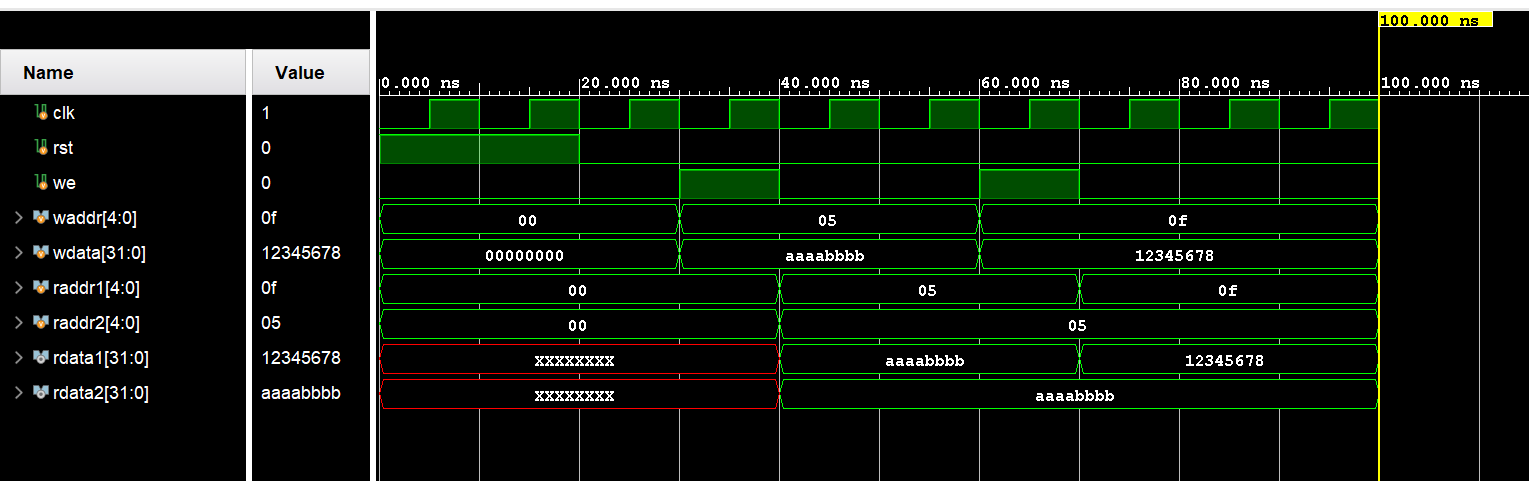 100.000 ns
Name Value
0.000 ns 20.000 ns 40.000 ns 60.000 ns 80.000 ns 100.000 ns
clk 1
rst 0
we 0
waddr[4:0] 0f 00 05 0f
wdata[31:0] 12345678 00000000 aaaabbbb 12345678
raddr1[4:0] 0f 00 05 0f
raddr2[4:0] 05 00 05
rdata1[31:0] 12345678 XXXXXXXX aaaabbbb 12345678
rdata2[31:0] aaaabbbb XXXXXXXX aaaabbbb